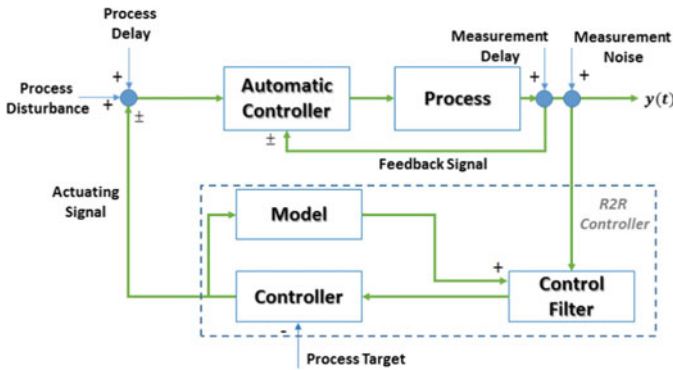 Process
Delay
Measurement
Delay
Measurement
Noise
Process
Disturbance
+
+
±
Automatic
Controller
Process
+
+
y(t)
±
Feedback Signal
Actuating
Signal
Model
R2R
Controller
+
Controller
Control
Filter
-
Process Target